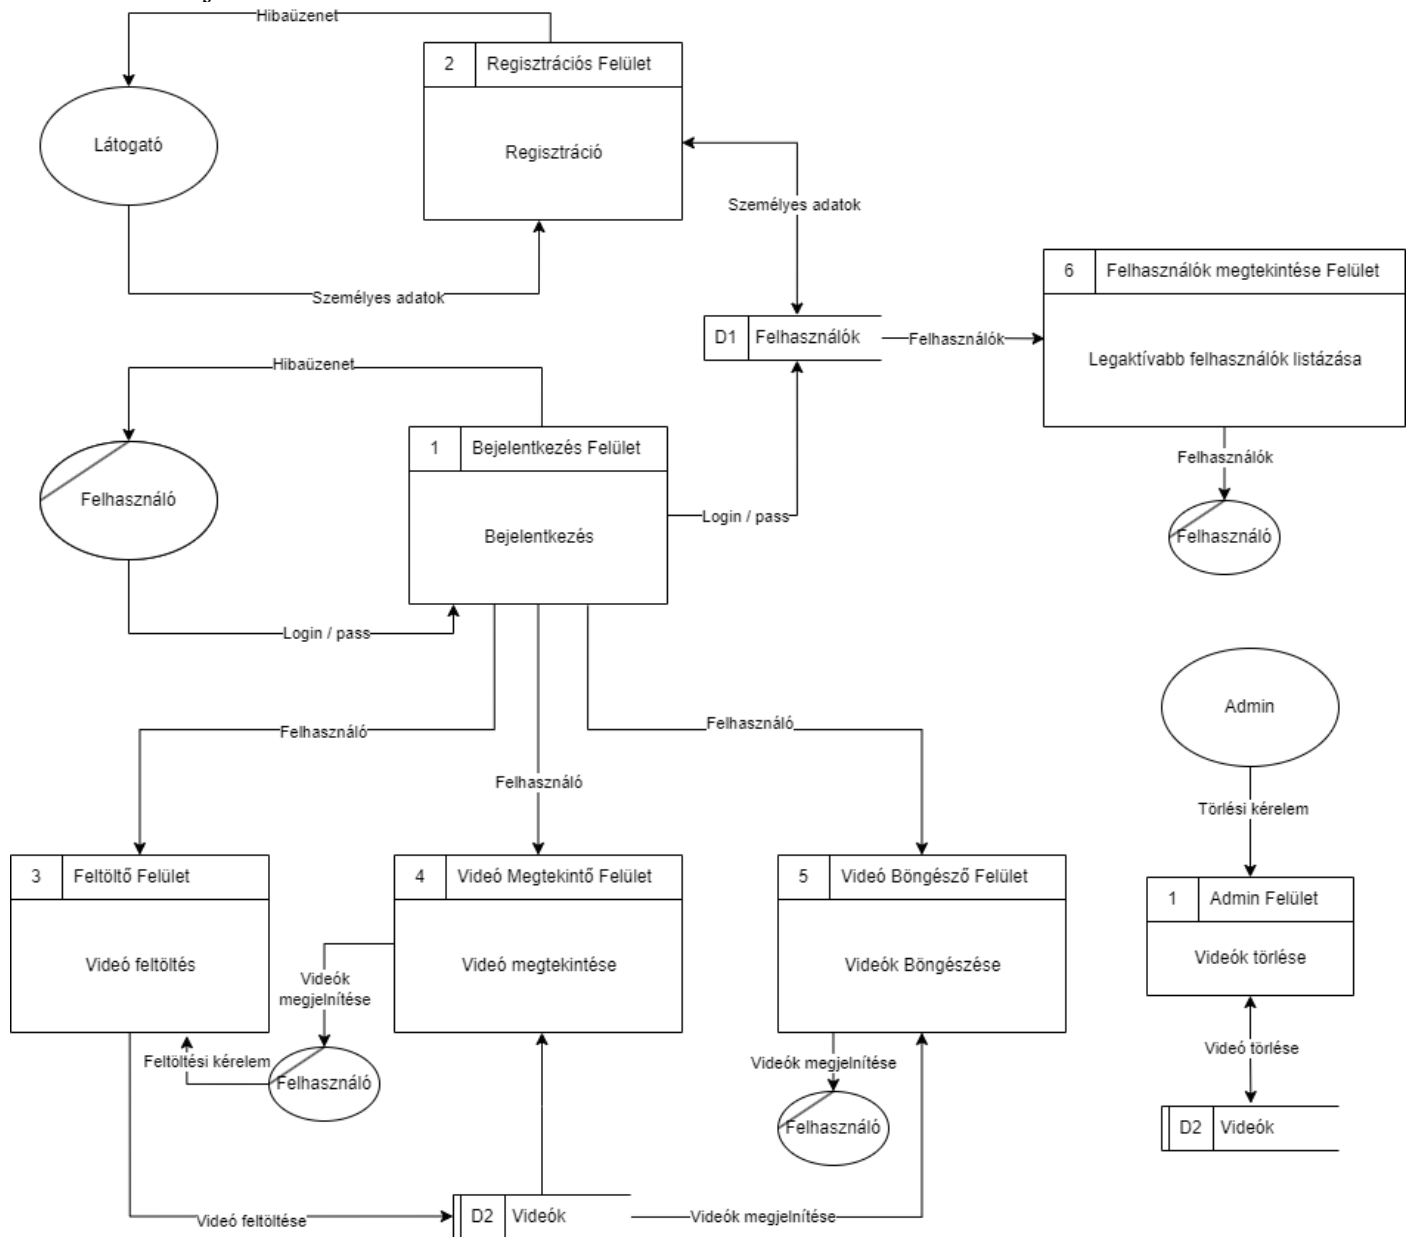 Hibaüzenet
2 Regisztrációs Felület
Látogató
Regisztráció
Személyes adatok
Személyes adatok
6 Felhasználók megtekintése Felület
D1 Felhasználók
Felhasználók
Legaktívabb felhasználók listázása
Hibaüzenet
1 Bejelentkezés Felület
Felhasználók
Felhasználó
Login / pass
Bejelentkezés
Felhasználó
Login / pass
Admin
Felhasználó
Felhasználó
Felhasználó
Törlési kérelem
3 Feltöltő Felület
4 Videó Megtekintő Felület
5 Videó Böngésző Felület
1 Admin Felület
Videó feltöltés
Videók
megjelnítése
Videó megtekintése
Videók Böngészése
Videók törlése
Feltöltési kérelem
Videók megjelnítése
Videó törlése
Felhasználó
Felhasználó
D2 Videók
Videó feltöltése
D2 Videók
Videók megjelnítése